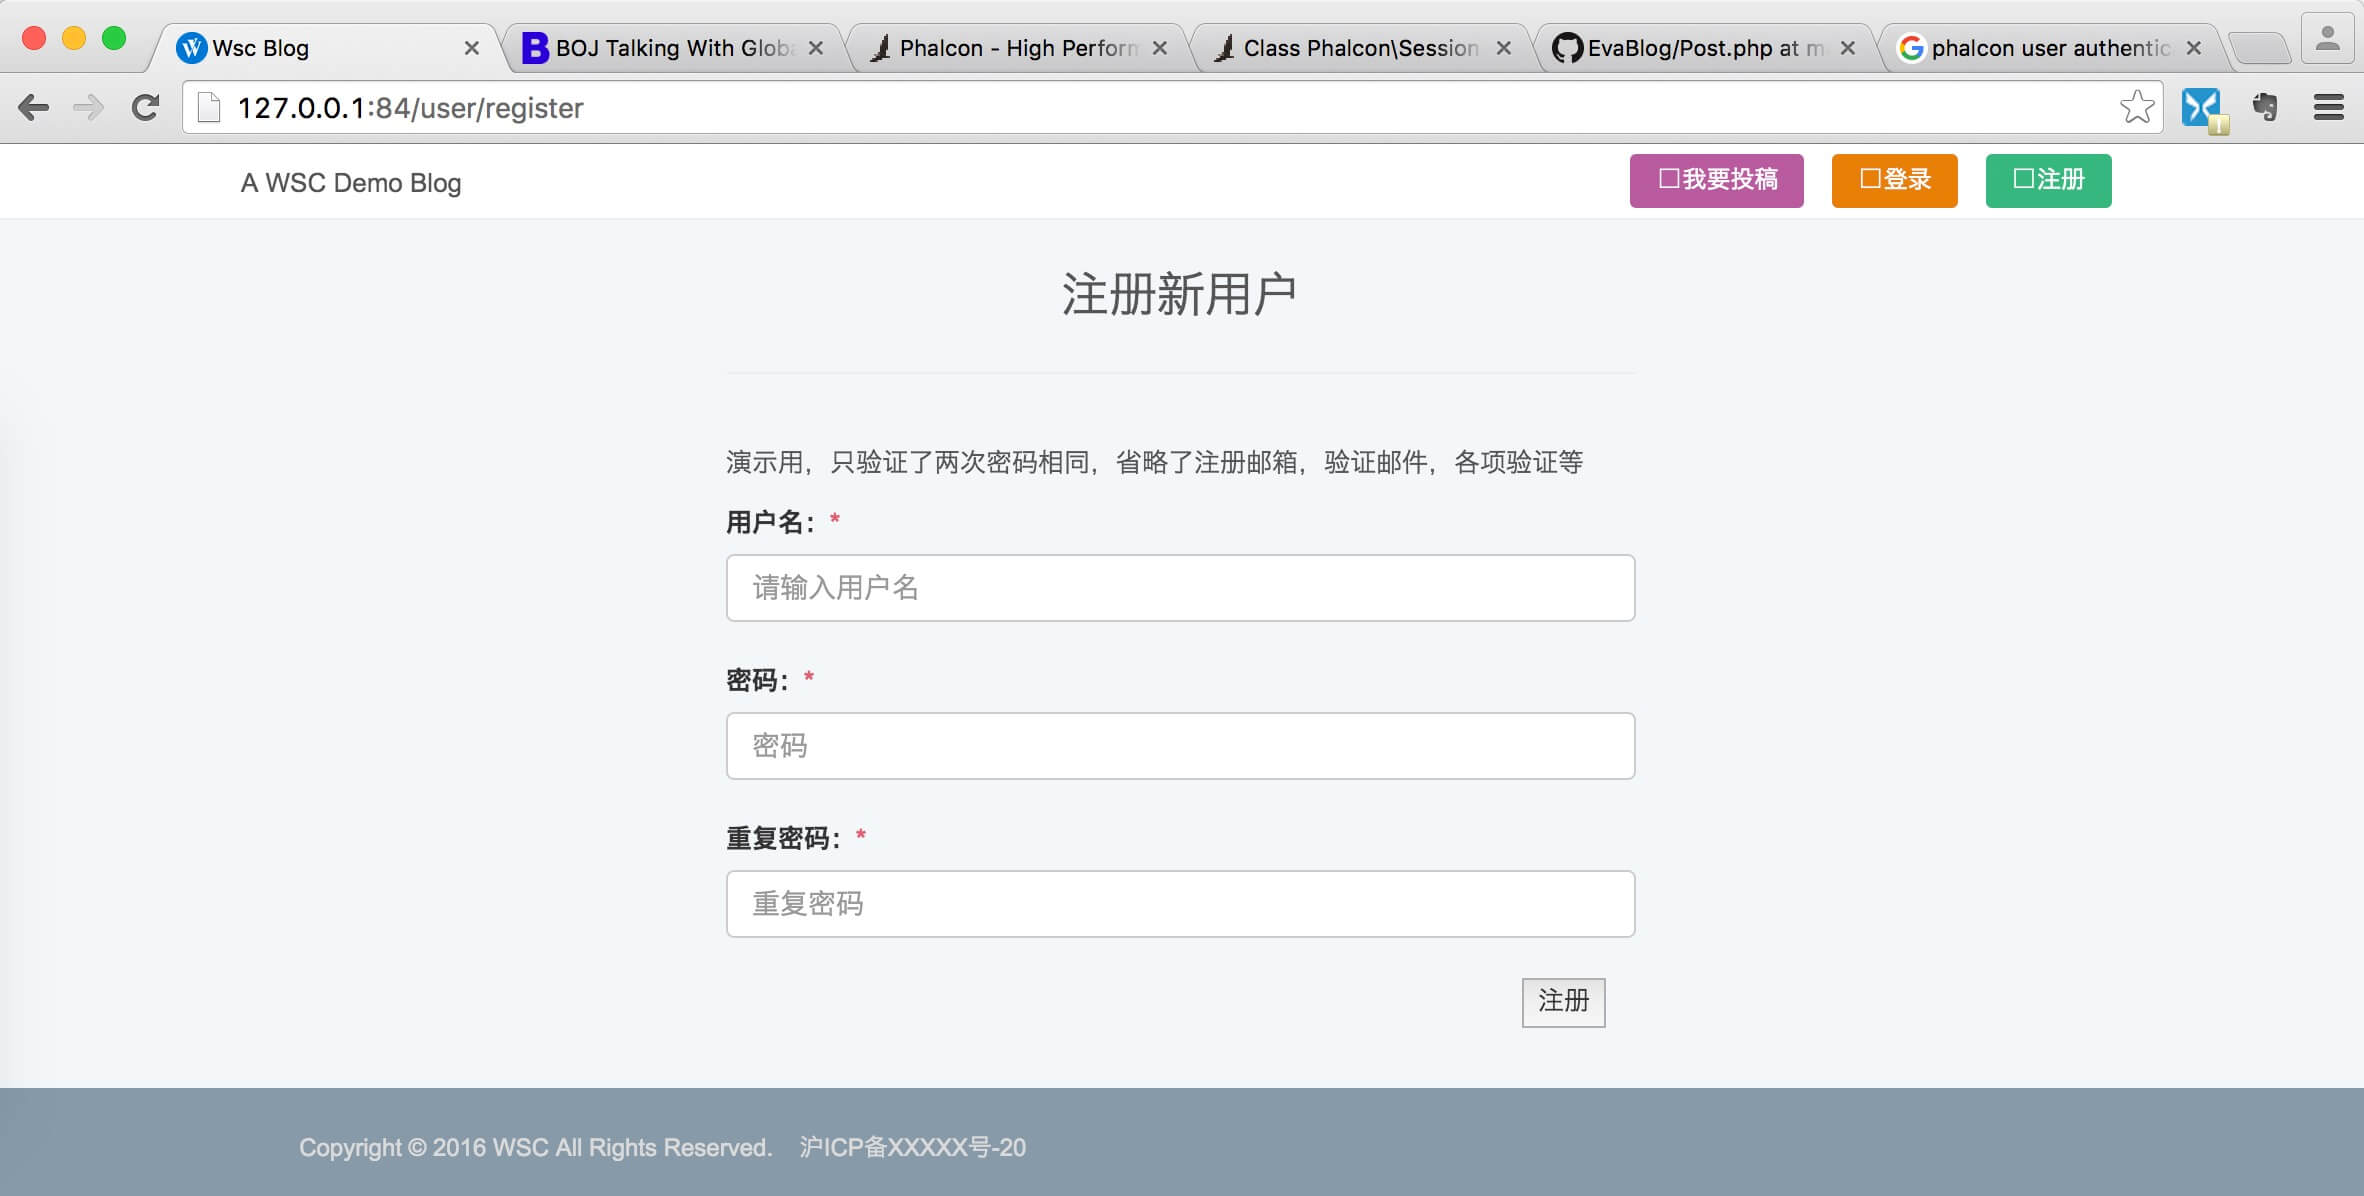 Wsc Blog
BOJ Talking With Globa
Phalcon - High Perform
Class Phalcon\Session
EvaBlog/Post.php at m
phalcon user authentic
127.0.0.1:84/user/register
A WSC Demo Blog
我要投稿
登录
注册
注册新用户
演示用，只验证了两次密码相同，省略了注册邮箱，验证邮件，各项验证等
用户名：*
请输入用户名
密码：*
密码
重复密码：*
重复密码
注册
Copyright © 2016 WSC All Rights Reserved. 沪ICP备XXXXX号-20